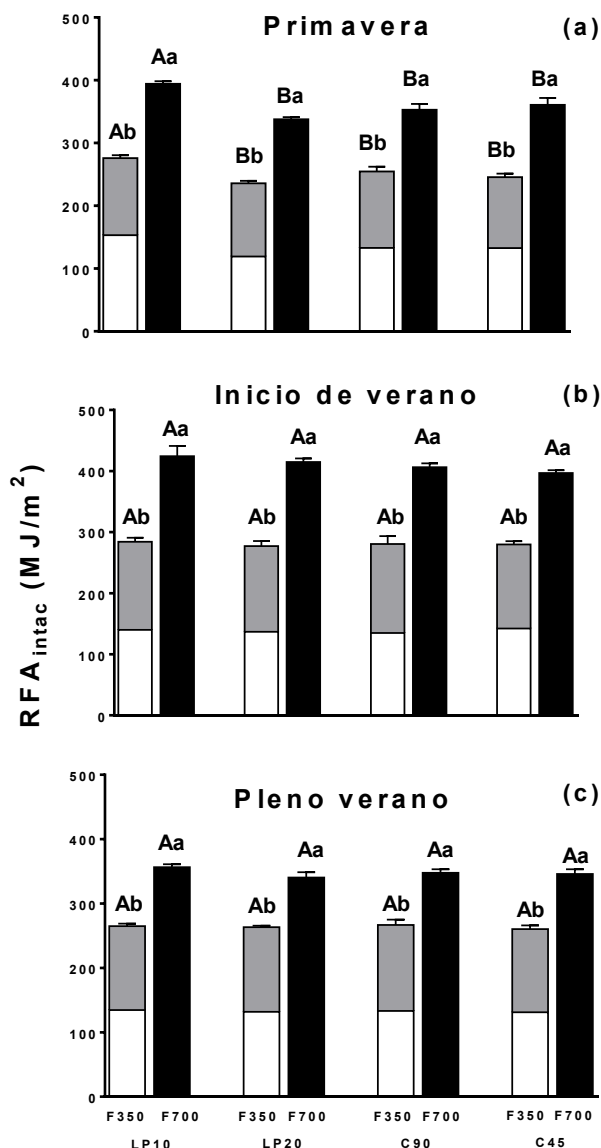 Primavera (a)
500
400
300
200
100
0
Aa
Ab
Ba
Bb
Ba
Bb
Ba
Bb
Inicio de verano (b)
500
400
300
200
100
0
Aa
Ab
Aa
Ab
Aa
Ab
Aa
Ab
RFA intac (MJ/m²)
Pleno verano (c)
500
400
300
200
100
0
Aa
Ab
Aa
Ab
Aa
Ab
Aa
Ab
F350 F700 F350 F700 F350 F700 F350 F700
LP10 LP20 C90 C45